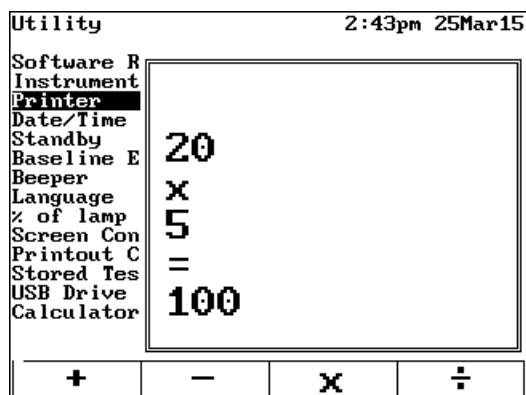 Utility 2:43pm 25Mar15
Software R
Instrument
Printer
Date/Time
Standby
Baseline E
Beeper
Language
% of lamp
Screen Con
Printout C
Stored Tes
USB Drive
Calculator
20
x
5
=
100
+ − x ÷